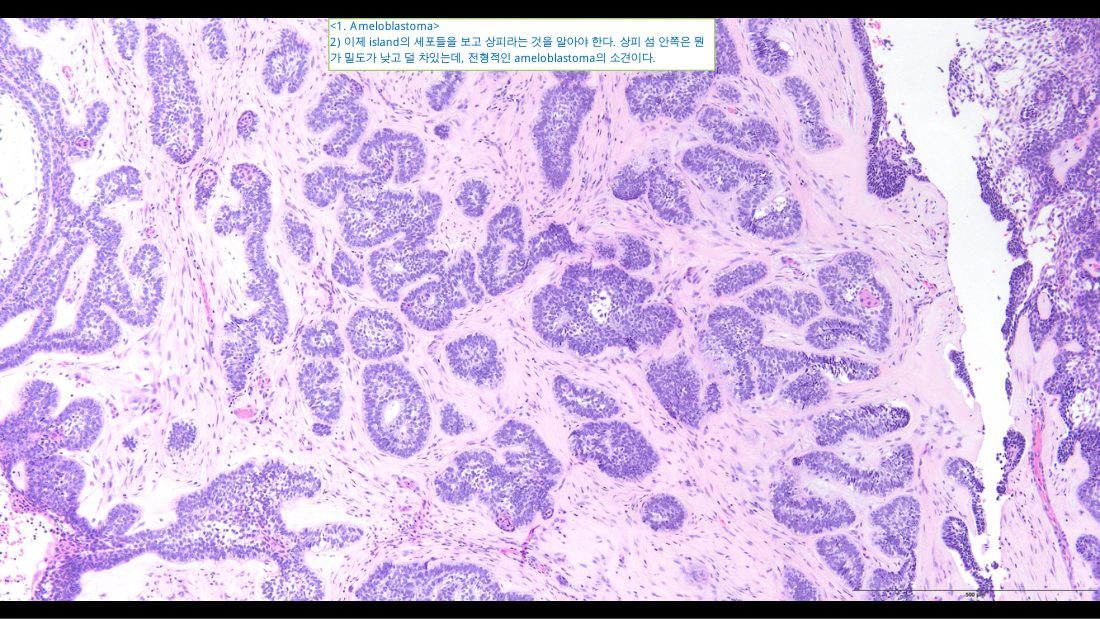 <1. Ameloblastoma>
2) 이제 island의 세포들을 보고 상피라는 것을 알아야 한다. 상피 섬 안쪽은 뭔
가 밀도가 낮고 덜 차있는데, 전형적인 ameloblastoma의 소견이다.
500